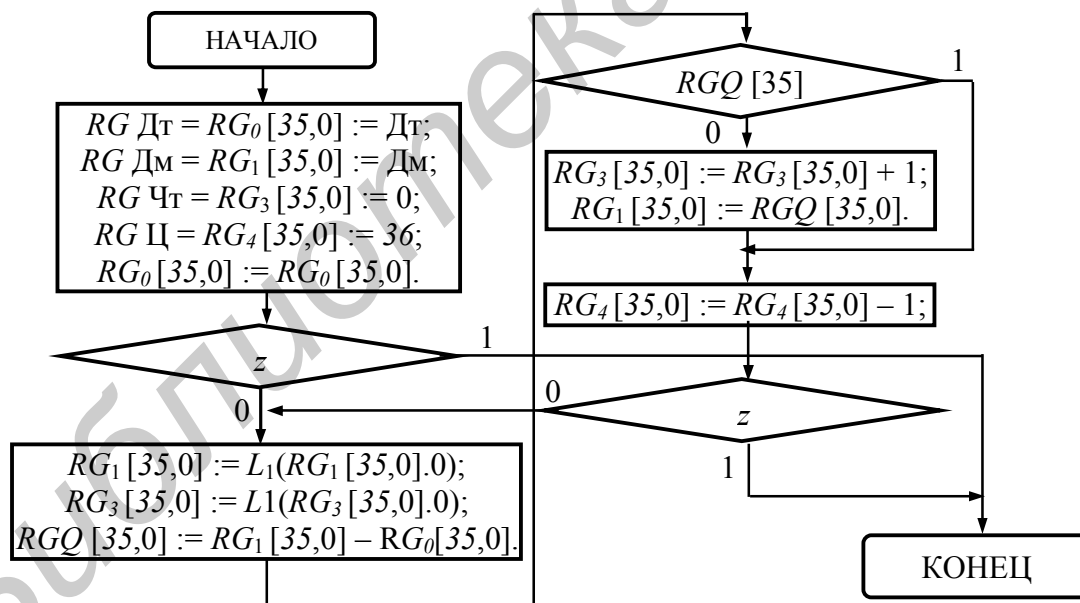 НАЧАЛО
RG Дт = RG₀ [35,0] := Дт;
RG Дм = RG₁ [35,0] := Дм;
RG Чт = RG₃ [35,0] := 0;
RG Ц = RG₄ [35,0] := 36;
RG₀ [35,0] := RG₀ [35,0].
z
1
0
RG₁ [35,0] := L₁(RG₁ [35,0].0);
RG₃ [35,0] := L1(RG₃ [35,0].0);
RGQ [35,0] := RG₁ [35,0] – RG₀[35,0].
RGQ [35]
1
0
RG₃ [35,0] := RG₃ [35,0] + 1;
RG₁ [35,0] := RGQ [35,0].
RG₄ [35,0] := RG₄ [35,0] – 1;
0
z
1
КОНЕЦ